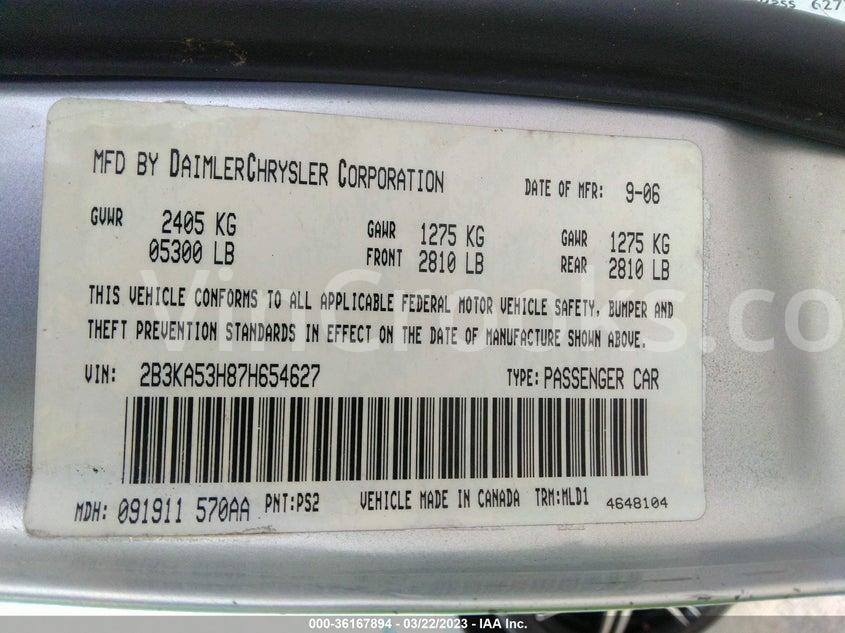 MFD BY DAIMLERCHRYSLER CORPORATION DATE OF MFR: 9-06
GVWR 2405 KG GAWR 1275 KG GAWR 1275 KG
05300 LB FRONT 2810 LB REAR 2810 LB
THIS VEHICLE CONFORMS TO ALL APPLICABLE FEDERAL MOTOR VEHICLE SAFETY, BUMPER AND
THEFT PREVENTION STANDARDS IN EFFECT ON THE DATE OF MANUFACTURE SHOWN ABOVE.
VIN: 2B3KA53H87H654627 TYPE: PASSENGER CAR
MDH: 091911 570AA PNT:PS2 VEHICLE MADE IN CANADA TRM:MLD1 4648104
000-36167894 - 03/22/2023 - IAA Inc.